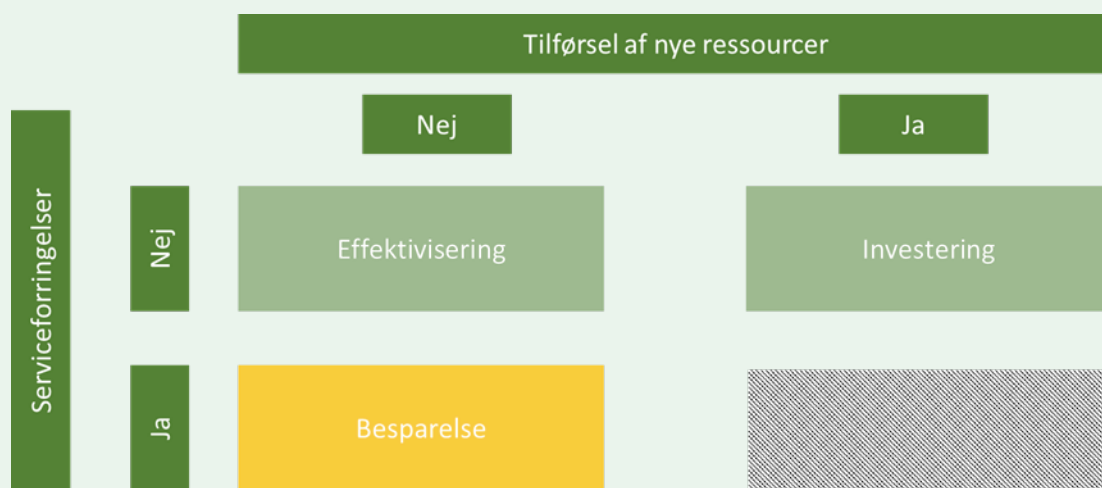 Tilførsel af nye ressourcer
Nej
Ja
Serviceforringelser
Nej
Effektivisering
Investering
Ja
Besparelse